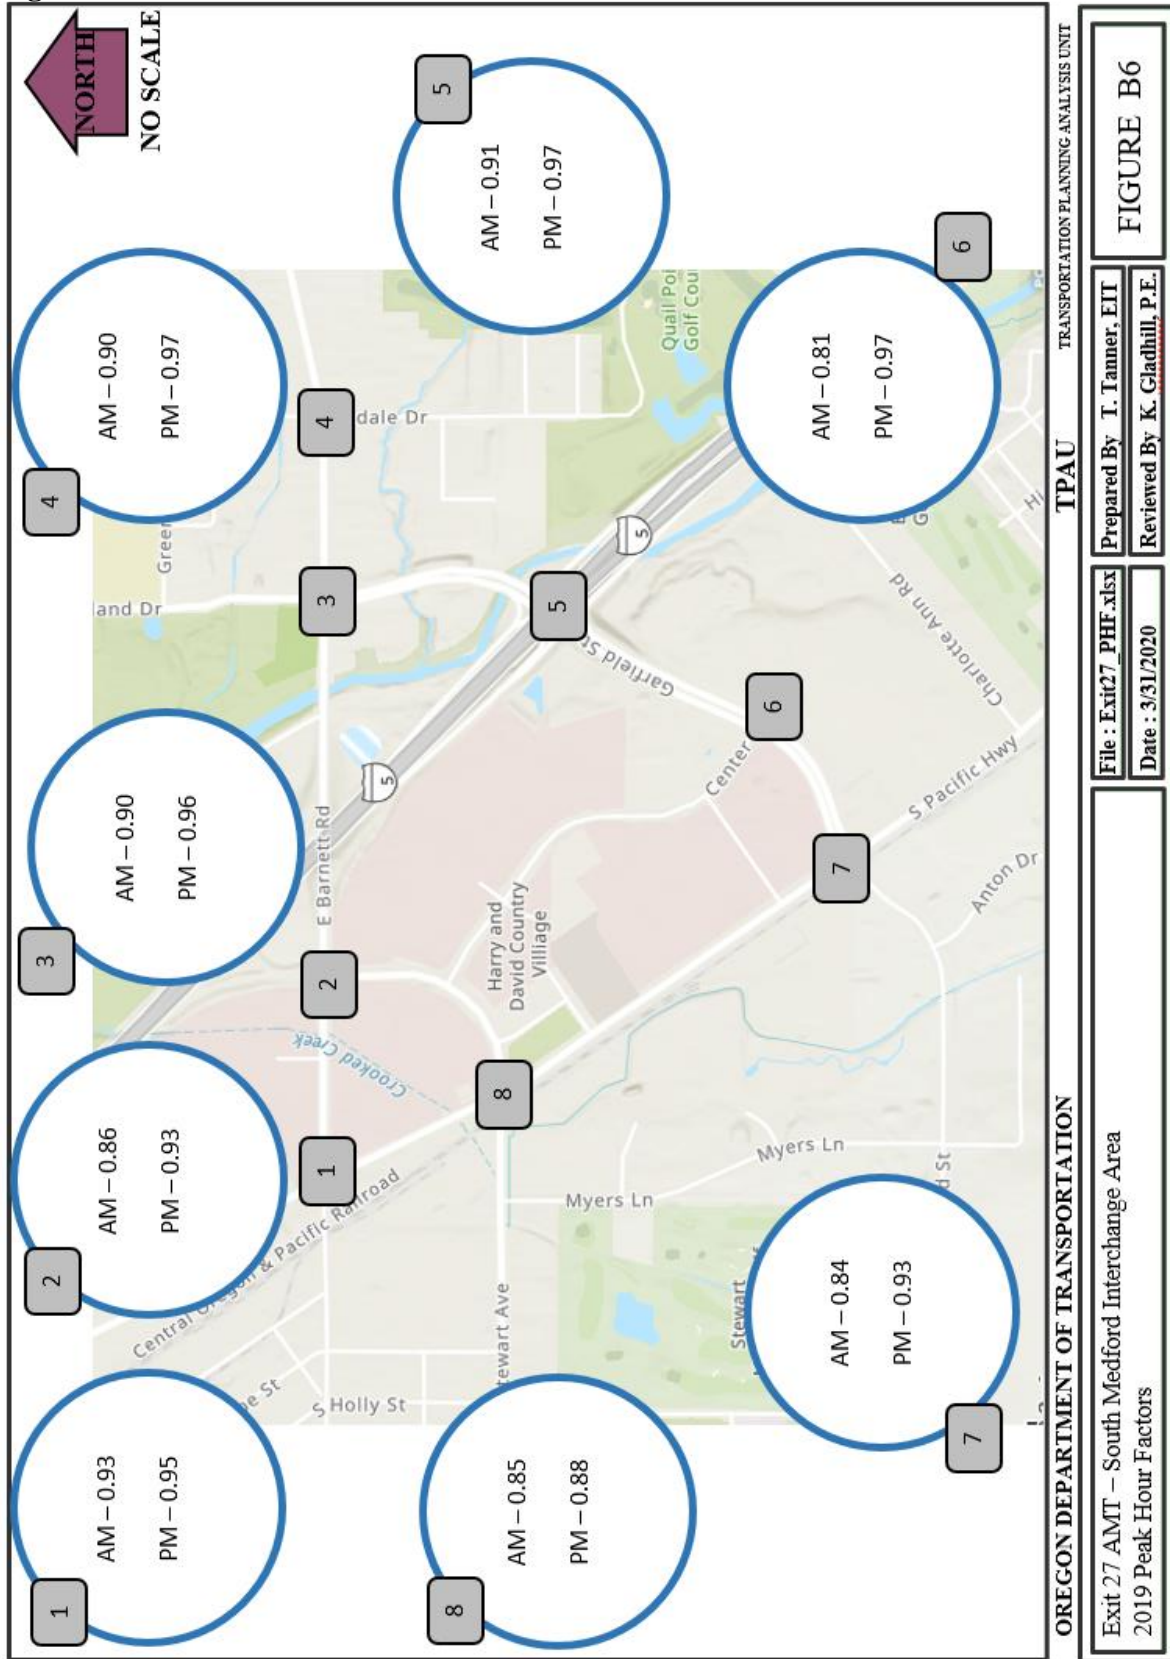 NORTH
NO SCALE
1
AM – 0.93
PM – 0.95
2
AM – 0.86
PM – 0.93
3
AM – 0.90
PM – 0.96
4
AM – 0.90
PM – 0.97
5
AM – 0.91
PM – 0.97
6
AM – 0.81
PM – 0.97
7
AM – 0.84
PM – 0.93
8
AM – 0.85
PM – 0.88
1
2
3
4
5
6
7
8
Central Oregon & Pacific Railroad
S Holly St
E Barnett Rd
Crooked Creek
5
5
land Dr
Green
dale Dr
Quail Poi
Golf Cou
Garfield St
Center
Harry and
David Country
Villiage
Charlotte Ann Rd
S Pacific Hwy
Anton Dr
Myers Ln
Myers Ln
tewart Ave
Stewart
d St
Hi
OREGON DEPARTMENT OF TRANSPORTATION
TPAU
TRANSPORTATION PLANNING ANALYSIS UNIT
Exit 27 AMT – South Medford Interchange Area
2019 Peak Hour Factors
File : Exit27_PHF.xlsx
Date : 3/31/2020
Prepared By T. Tanner, EIT
Reviewed By K. Gladhill, P.E.
FIGURE B6